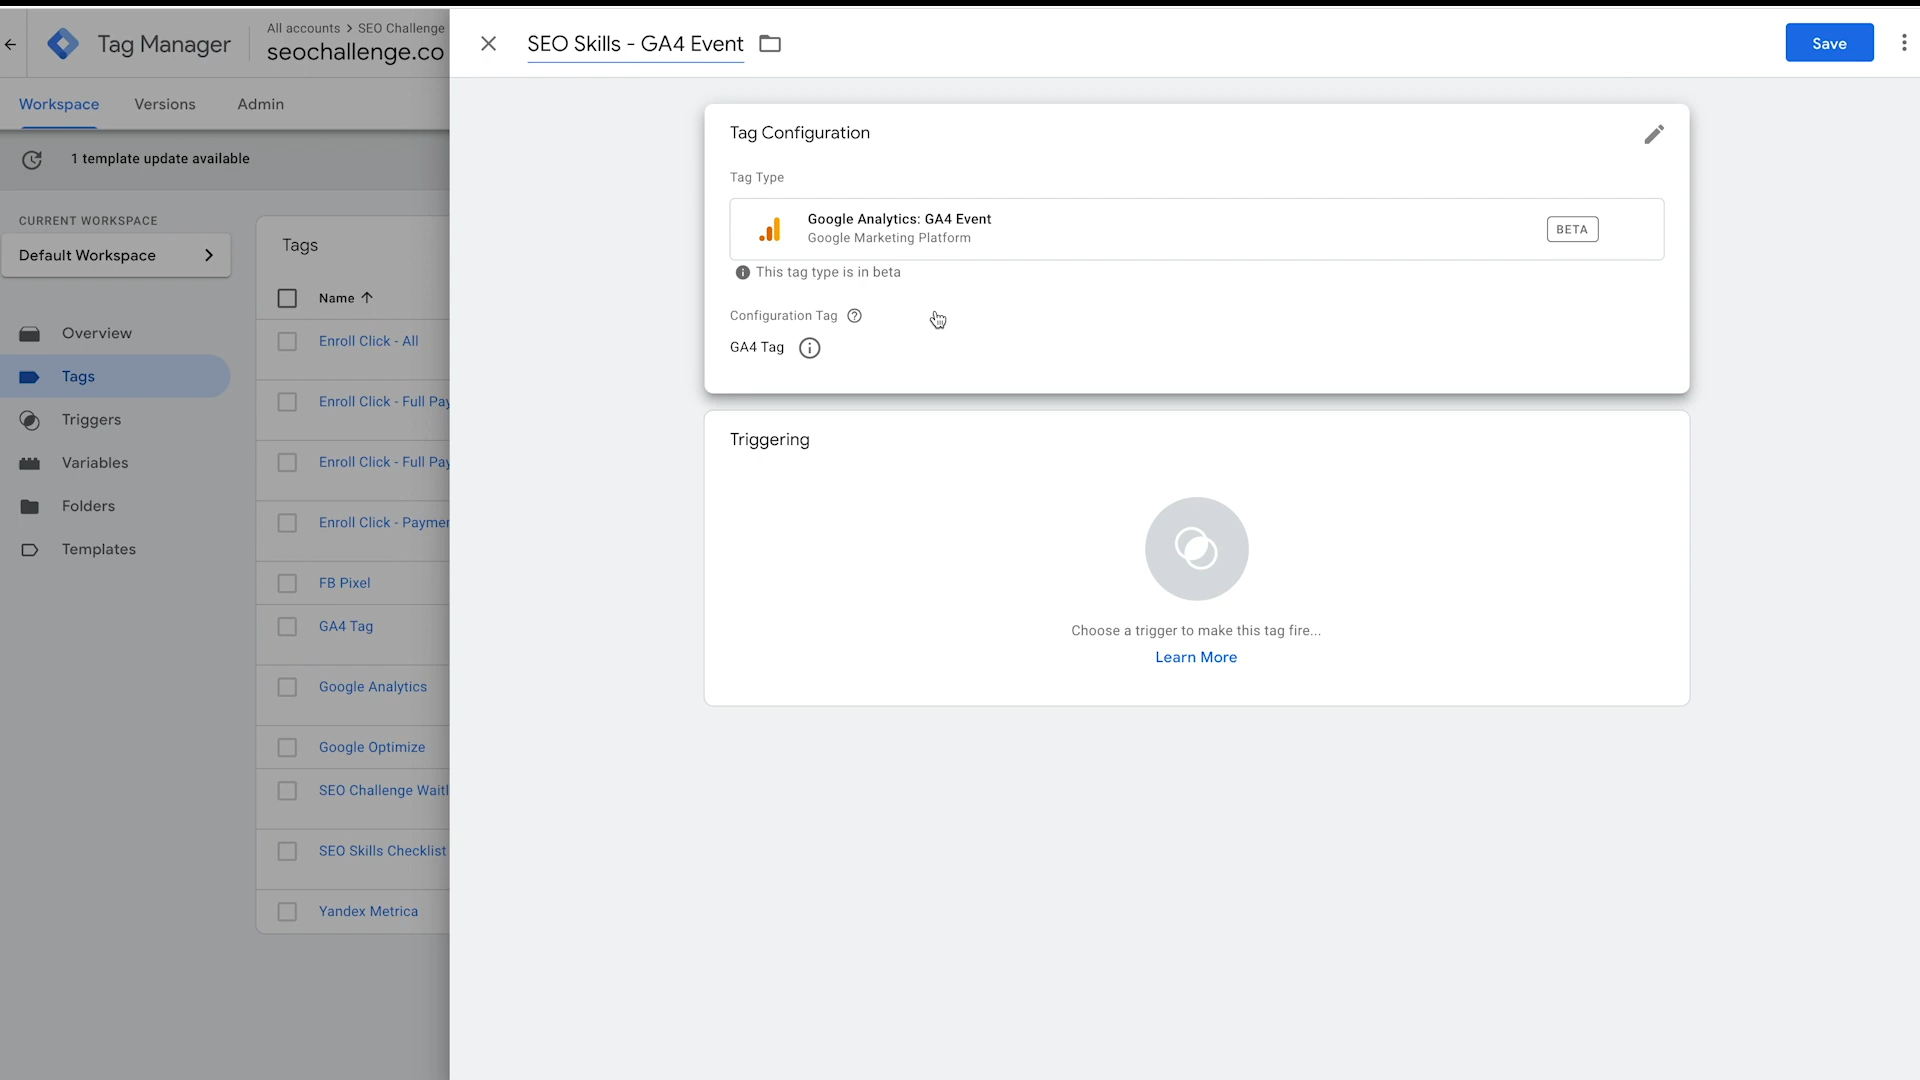 Tag Manager
All accounts > SEO Challenge
seochallenge.co
SEO Skills - GA4 Event
Save
Workspace
Versions
Admin
1 template update available
CURRENT WORKSPACE
Default Workspace
Overview
Tags
Triggers
Variables
Folders
Templates
Tags
Name
Enroll Click - All
Enroll Click - Full Pay
Enroll Click - Full Pay
Enroll Click - Paymen
FB Pixel
GA4 Tag
Google Analytics
Google Optimize
SEO Challenge Waitl
SEO Skills Checklist
Yandex Metrica
Tag Configuration
Tag Type
Google Analytics: GA4 Event
Google Marketing Platform
BETA
This tag type is in beta
Configuration Tag
GA4 Tag
Triggering
Choose a trigger to make this tag fire...
Learn More